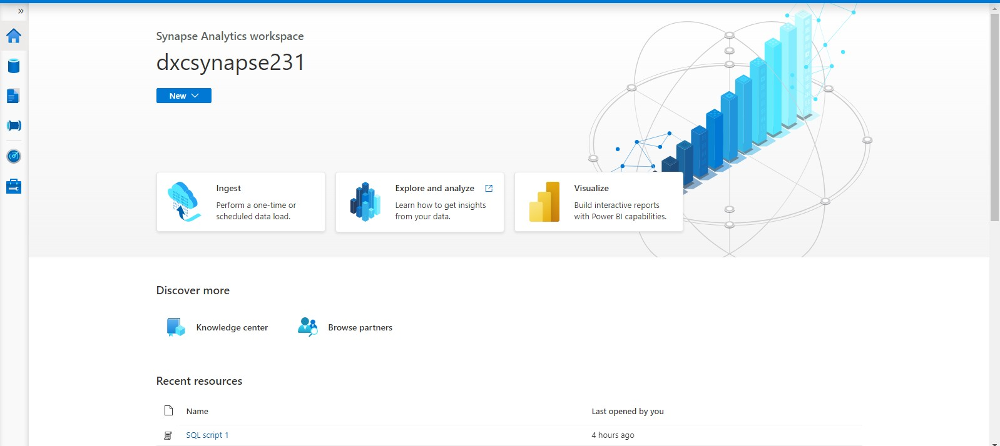 »
Synapse Analytics workspace
dxcsynapse231
New
Ingest
Perform a one-time or
scheduled data load.
Explore and analyze
Learn how to get insights
from your data.
Visualize
Build interactive reports
with Power BI capabilities.
Discover more
Knowledge center
Browse partners
Recent resources
Name
Last opened by you
SQL script 1
4 hours ago